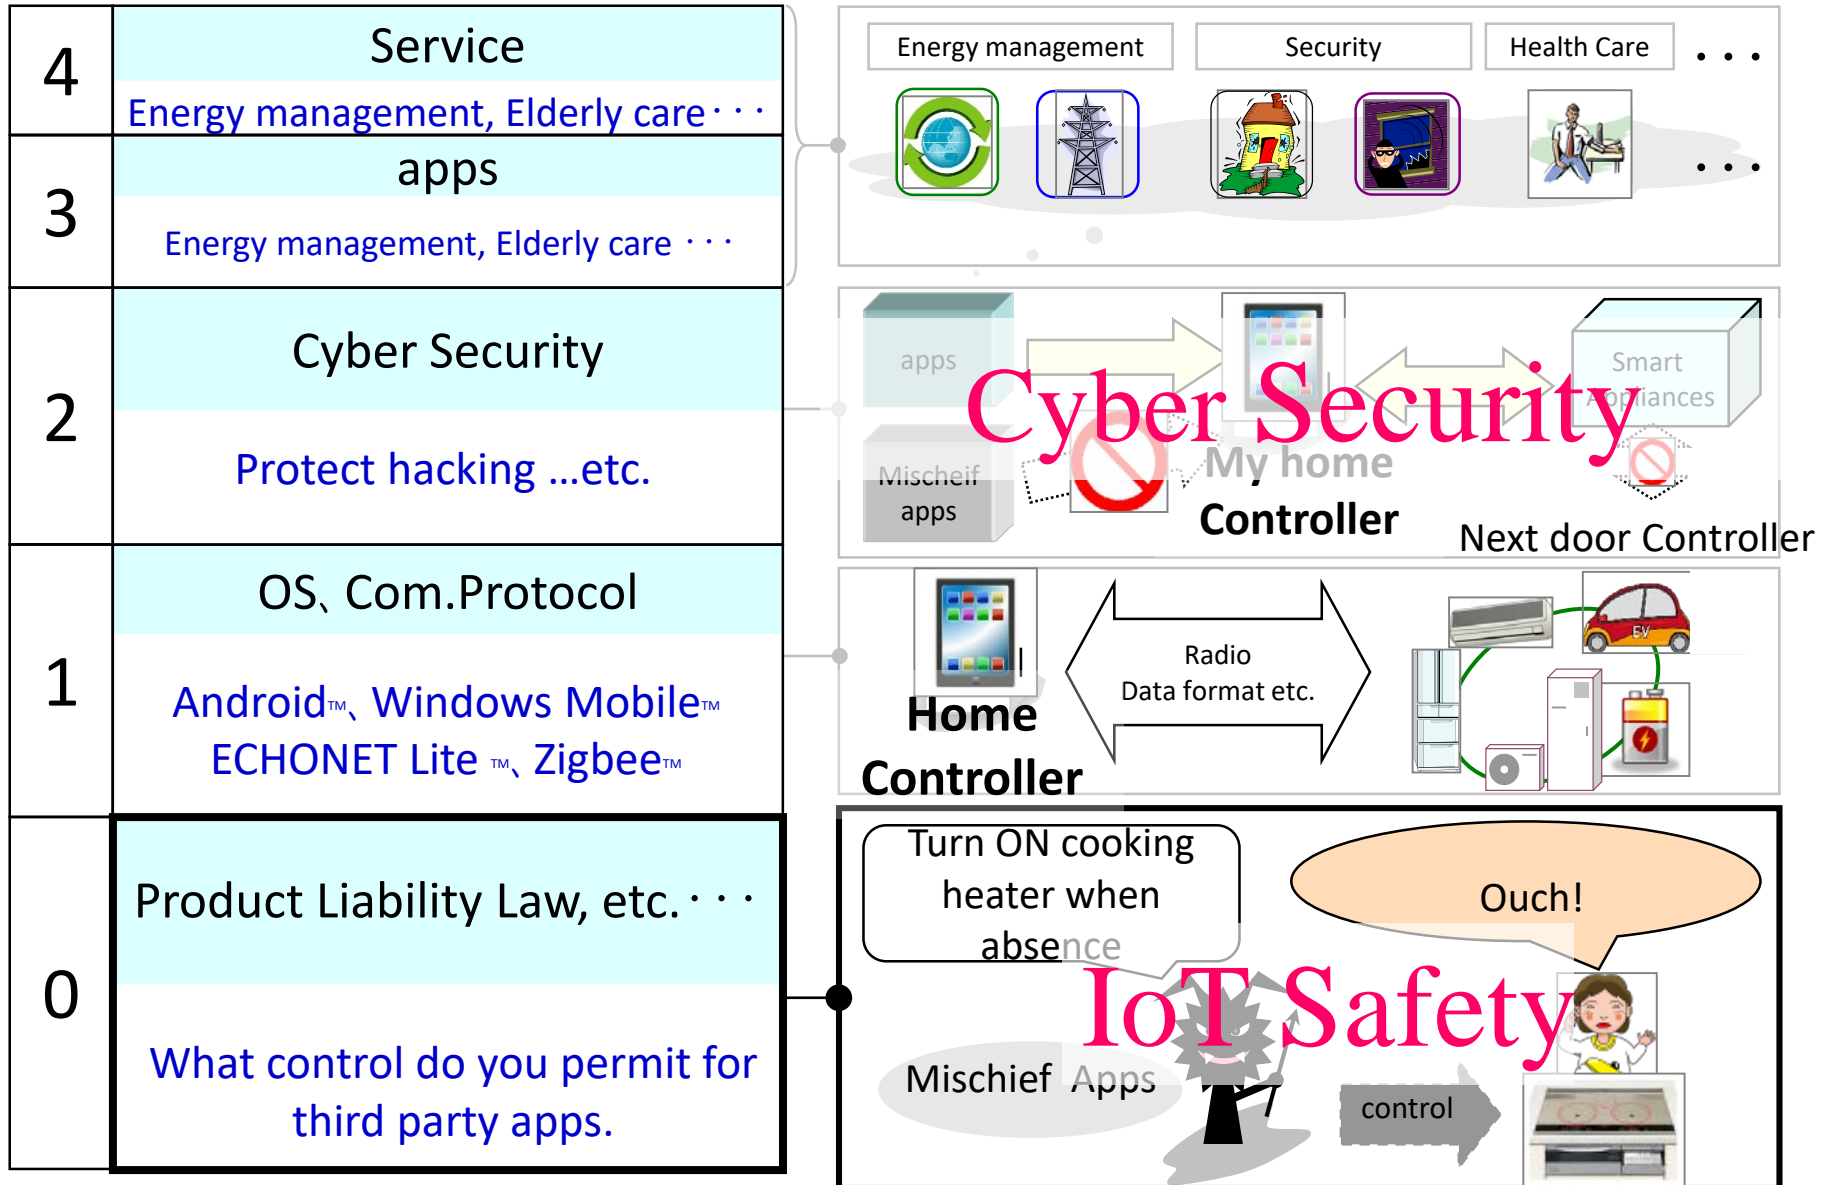 4
Service
Energy management, Elderly care・・・
3
apps
Energy management, Elderly care ・・・
2
Cyber Security
Protect hacking ...etc.
1
OS、Com.Protocol
Android™、Windows Mobile™
ECHONET Lite ™、Zigbee™
0
Product Liability Law, etc.・・・
What control do you permit for
third party apps.
Energy management
Security
Health Care
・・・
・・・
apps
Smart
Appliances
Cyber Security
Mischeif
apps
My home
Controller
Next door Controller
Home
Controller
Radio
Data format etc.
EV
Turn ON cooking
heater when
absence
Ouch!
IoT Safety
Mischief Apps
control